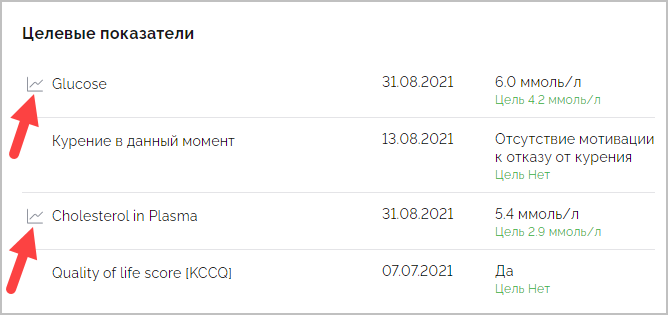 Целевые показатели
Glucose 31.08.2021 6.0 ммоль/л
Цель 4.2 ммоль/л
Курение в данный момент 13.08.2021 Отсутствие мотивации
к отказу от курения
Цель Нет
Cholesterol in Plasma 31.08.2021 5.4 ммоль/л
Цель 2.9 ммоль/л
Quality of life score [KCCQ] 07.07.2021 Да
Цель Нет